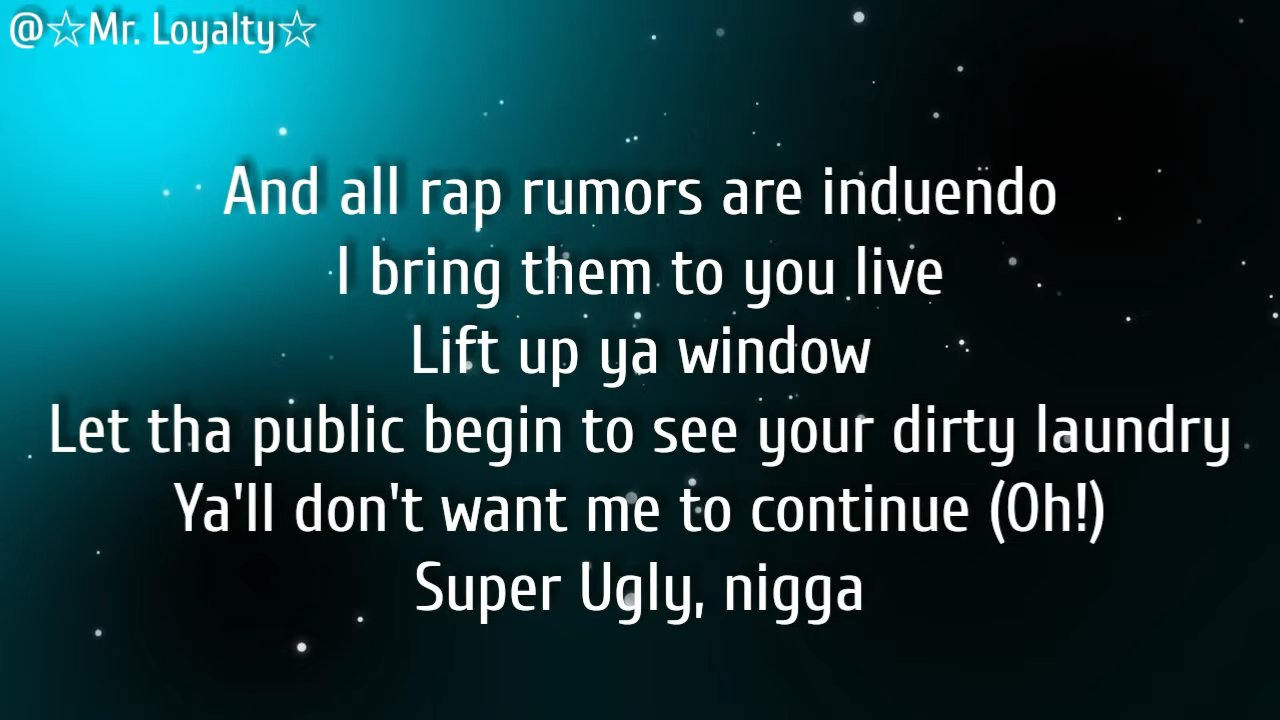 @☆Mr. Loyalty☆
And all rap rumors are induendo
I bring them to you live
Lift up ya window
Let tha public begin to see your dirty laundry
Ya'll don't want me to continue (Oh!)
Super Ugly, nigga